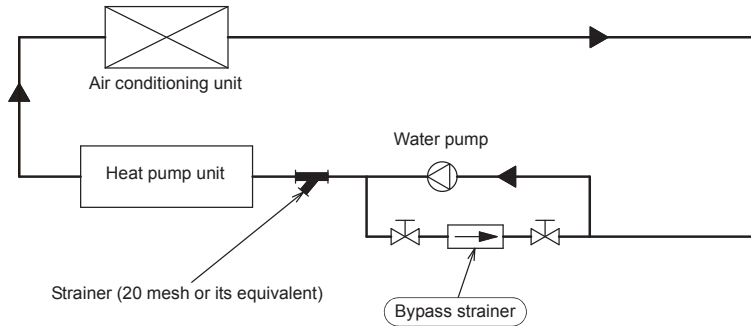 Air conditioning unit
Water pump
Heat pump unit
Strainer (20 mesh or its equivalent)
Bypass strainer